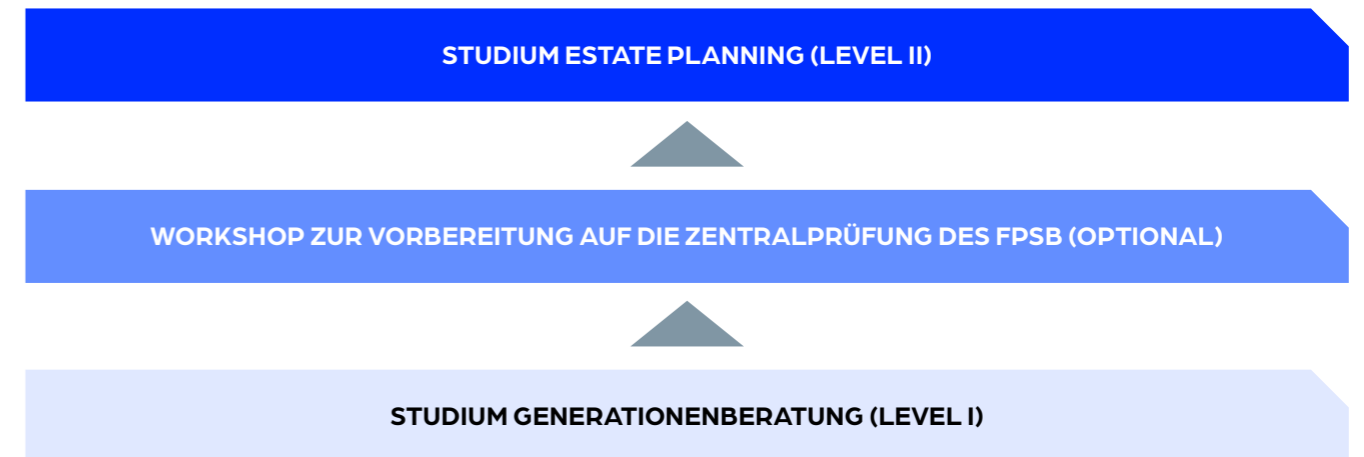 STUDIUM ESTATE PLANNING (LEVEL II)
WORKSHOP ZUR VORBEREITUNG AUF DIE ZENTRALPRÜFUNG DES FPSB (OPTIONAL)
STUDIUM GENERATIONENBERATUNG (LEVEL I)